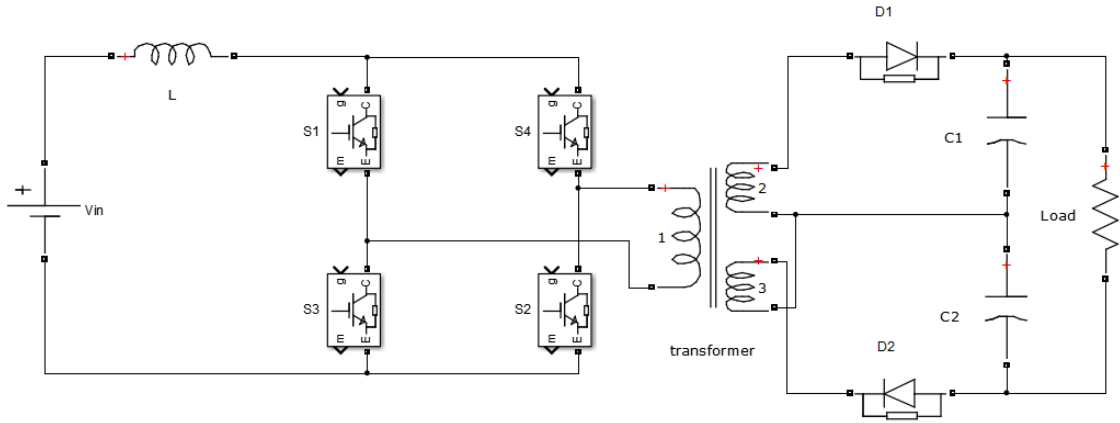 D1
L
g
C
S1
m
E
g
C
S4
m
E
+
Vin
+
+
+
+
C1
+
2
1
Load
+
3
+
g
C
S3
m
E
g
C
S2
m
E
C2
transformer
D2